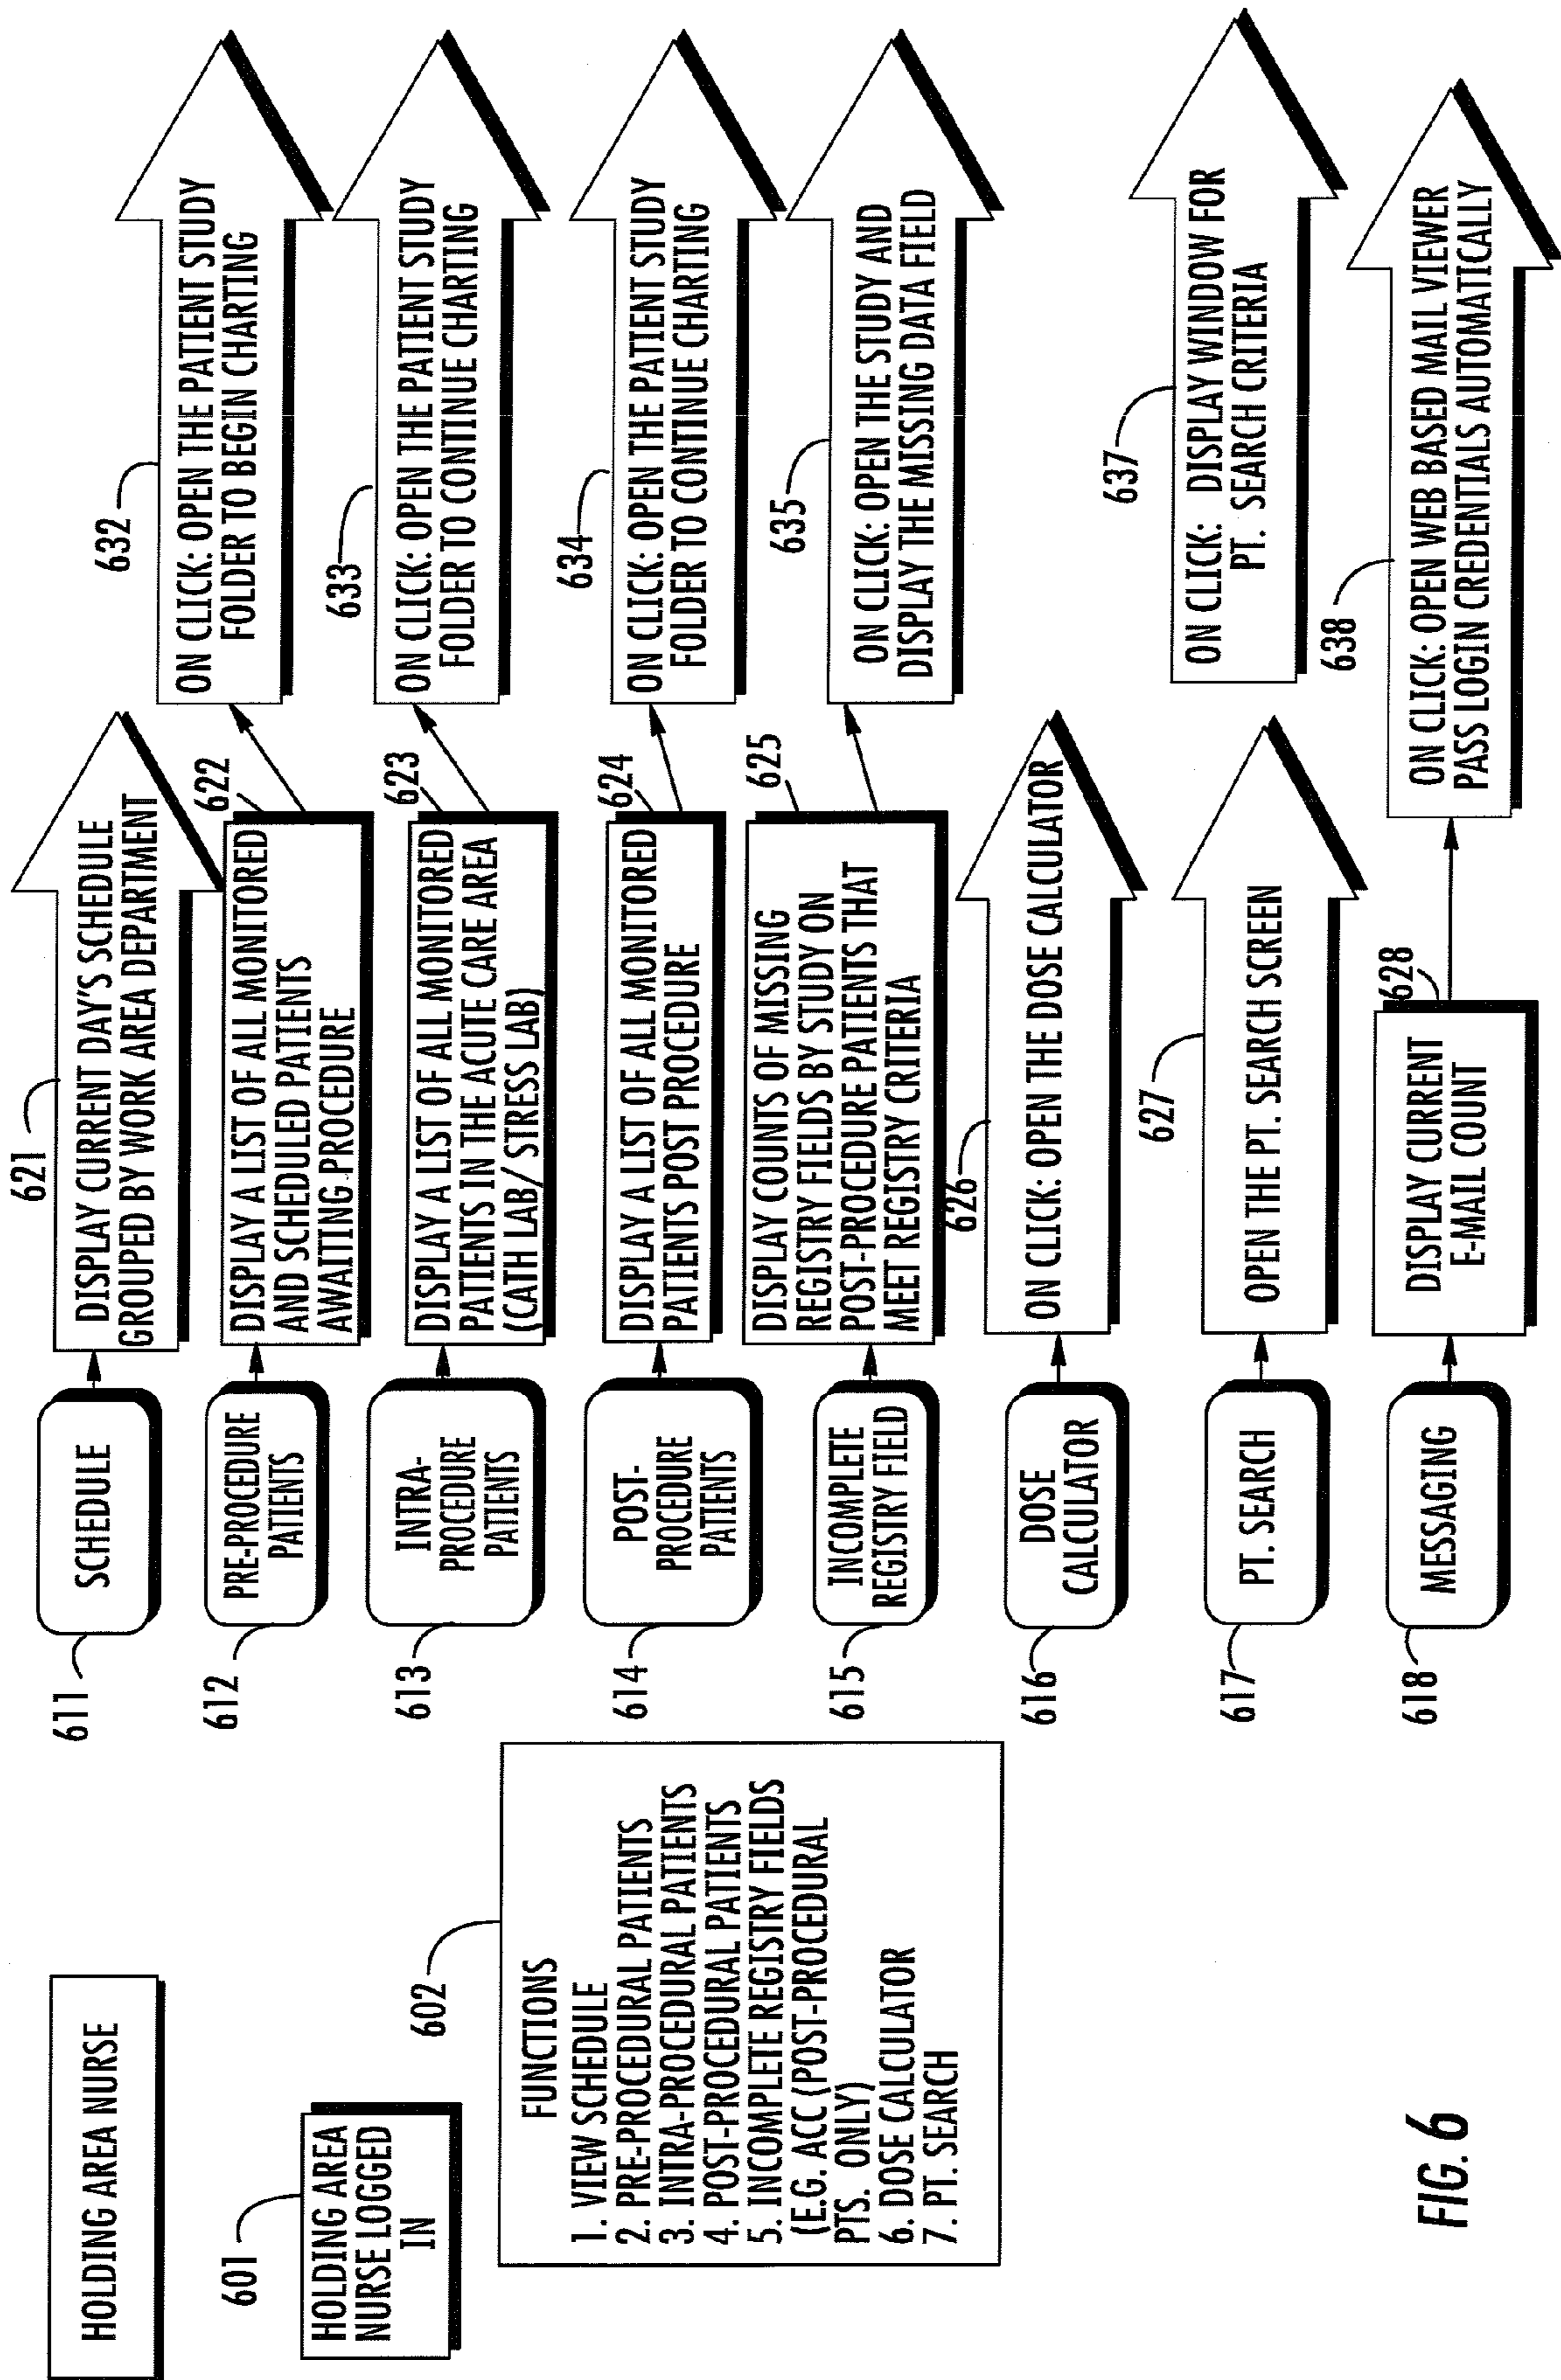 HOLDING AREA NURSE
601
HOLDING AREA
NURSE LOGGED
IN
602
FUNCTIONS
1. VIEW SCHEDULE
2. PRE-PROCEDURAL PATIENTS
3. INTRA-PROCEDURAL PATIENTS
4. POST-PROCEDURAL PATIENTS
5. INCOMPLETE REGISTRY FIELDS
(E.G. ACC (POST-PROCEDURAL
PTS. ONLY)
6. DOSE CALCULATOR
7. PT. SEARCH
611
SCHEDULE
621
DISPLAY CURRENT DAY'S SCHEDULE
GROUPED BY WORK AREA DEPARTMENT
612
PRE-PROCEDURE
PATIENTS
622
DISPLAY A LIST OF ALL MONITORED
AND SCHEDULED PATIENTS
AWAITING PROCEDURE
632
ON CLICK: OPEN THE PATIENT STUDY
FOLDER TO BEGIN CHARTING
613
INTRA-
PROCEDURE
PATIENTS
623
DISPLAY A LIST OF ALL MONITORED
PATIENTS IN THE ACUTE CARE AREA
(CATH LAB/ STRESS LAB)
633
ON CLICK: OPEN THE PATIENT STUDY
FOLDER TO CONTINUE CHARTING
614
POST-
PROCEDURE
PATIENTS
624
DISPLAY A LIST OF ALL MONITORED
PATIENTS POST PROCEDURE
634
ON CLICK: OPEN THE PATIENT STUDY
FOLDER TO CONTINUE CHARTING
615
INCOMPLETE
REGISTRY FIELD
625
DISPLAY COUNTS OF MISSING
REGISTRY FIELDS BY STUDY ON
POST-PROCEDURE PATIENTS THAT
MEET REGISTRY CRITERIA
635
ON CLICK: OPEN THE STUDY AND
DISPLAY THE MISSING DATA FIELD
616
DOSE
CALCULATOR
626
ON CLICK: OPEN THE DOSE CALCULATOR
617
PT. SEARCH
627
OPEN THE PT. SEARCH SCREEN
637
ON CLICK: DISPLAY WINDOW FOR
PT. SEARCH CRITERIA
618
MESSAGING
628
DISPLAY CURRENT
E-MAIL COUNT
638
ON CLICK: OPEN WEB BASED MAIL VIEWER
PASS LOGIN CREDENTIALS AUTOMATICALLY
FIG. 6